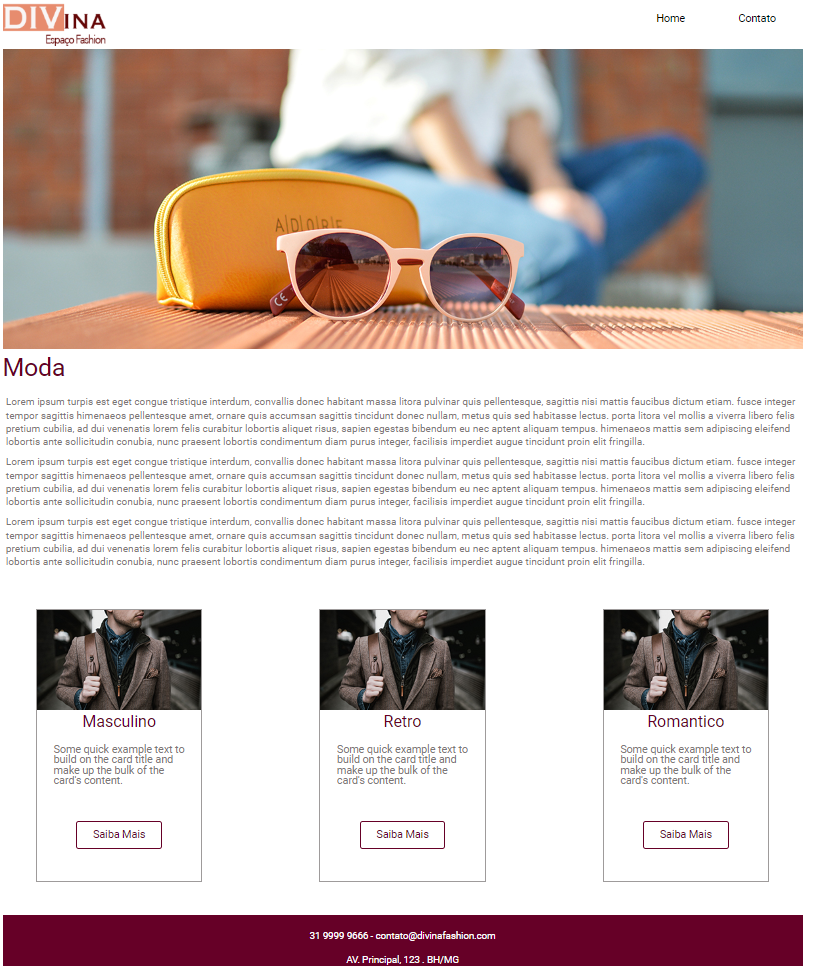 DIVINA
Espaço Fashion
Home
Contato
A|D|O|R|E
CE
Moda
Lorem ipsum turpis est eget congue tristique interdum, convallis donec habitant massa litora pulvinar quis pellentesque, sagittis nisi mattis faucibus dictum etiam. fusce integer
tempor sagittis himenaeos pellentesque amet, ornare quis accumsan sagittis tincidunt donec nullam, metus quis sed habitasse lectus. porta litora vel mollis a viverra libero felis
pretium cubilia, ad dui venenatis lorem felis curabitur lobortis aliquet risus, sapien egestas bibendum eu nec aptent aliquam tempus. himenaeos mattis sem adipiscing eleifend
lobortis ante sollicitudin conubia, nunc praesent lobortis condimentum diam purus integer, facilisis imperdiet augue tincidunt proin elit fringilla.
Lorem ipsum turpis est eget congue tristique interdum, convallis donec habitant massa litora pulvinar quis pellentesque, sagittis nisi mattis faucibus dictum etiam. fusce integer
tempor sagittis himenaeos pellentesque amet, ornare quis accumsan sagittis tincidunt donec nullam, metus quis sed habitasse lectus. porta litora vel mollis a viverra libero felis
pretium cubilia, ad dui venenatis lorem felis curabitur lobortis aliquet risus, sapien egestas bibendum eu nec aptent aliquam tempus. himenaeos mattis sem adipiscing eleifend
lobortis ante sollicitudin conubia, nunc praesent lobortis condimentum diam purus integer, facilisis imperdiet augue tincidunt proin elit fringilla.
Lorem ipsum turpis est eget congue tristique interdum, convallis donec habitant massa litora pulvinar quis pellentesque, sagittis nisi mattis faucibus dictum etiam. fusce integer
tempor sagittis himenaeos pellentesque amet, ornare quis accumsan sagittis tincidunt donec nullam, metus quis sed habitasse lectus. porta litora vel mollis a viverra libero felis
pretium cubilia, ad dui venenatis lorem felis curabitur lobortis aliquet risus, sapien egestas bibendum eu nec aptent aliquam tempus. himenaeos mattis sem adipiscing eleifend
lobortis ante sollicitudin conubia, nunc praesent lobortis condimentum diam purus integer, facilisis imperdiet augue tincidunt proin elit fringilla.
Masculino
Some quick example text to
build on the card title and
make up the bulk of the
card's content.
Saiba Mais
Retro
Some quick example text to
build on the card title and
make up the bulk of the
card's content.
Saiba Mais
Romantico
Some quick example text to
build on the card title and
make up the bulk of the
card's content.
Saiba Mais
31 9999 9666 - contato@divinafashion.com
AV. Principal, 123 . BH/MG